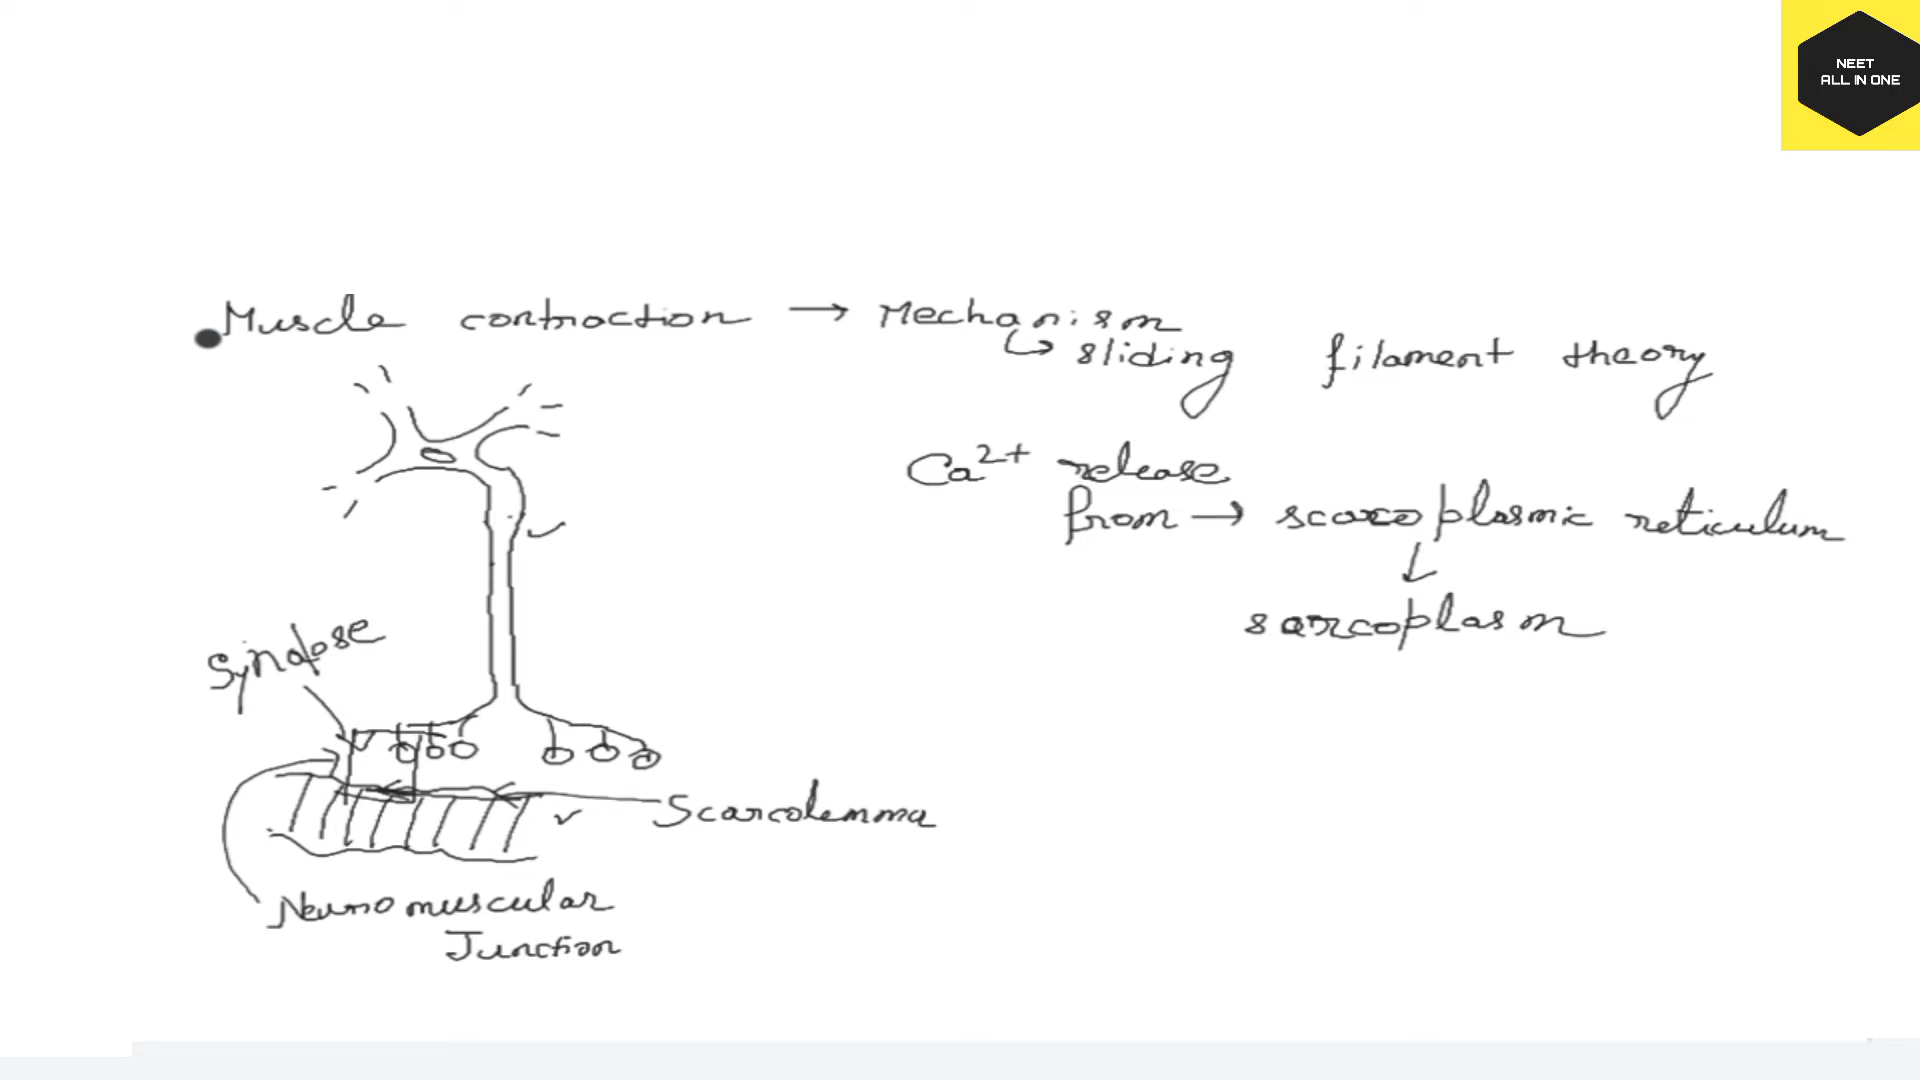 NEET
ALL IN ONE
Muscle contraction → Mechanism
↳ sliding filament theory
Ca²⁺ release
from → scarcoplasmic reticulum
↓
sarcoplasm
Synapse
Scarcolemma
Neuromuscular
Junction